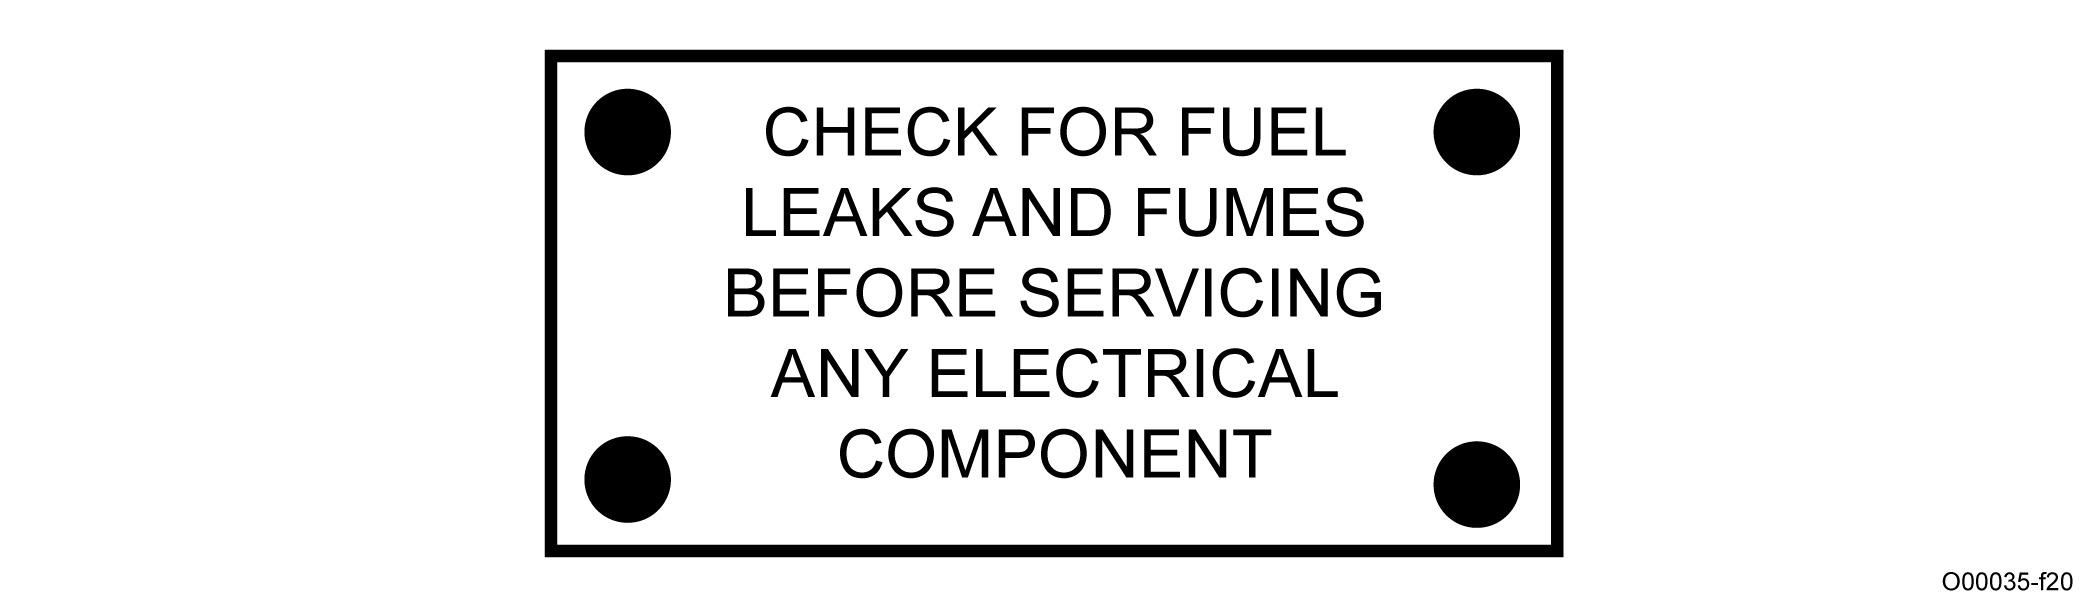 CHECK FOR FUEL
LEAKS AND FUMES
BEFORE SERVICING
ANY ELECTRICAL
COMPONENT
O00035-f20